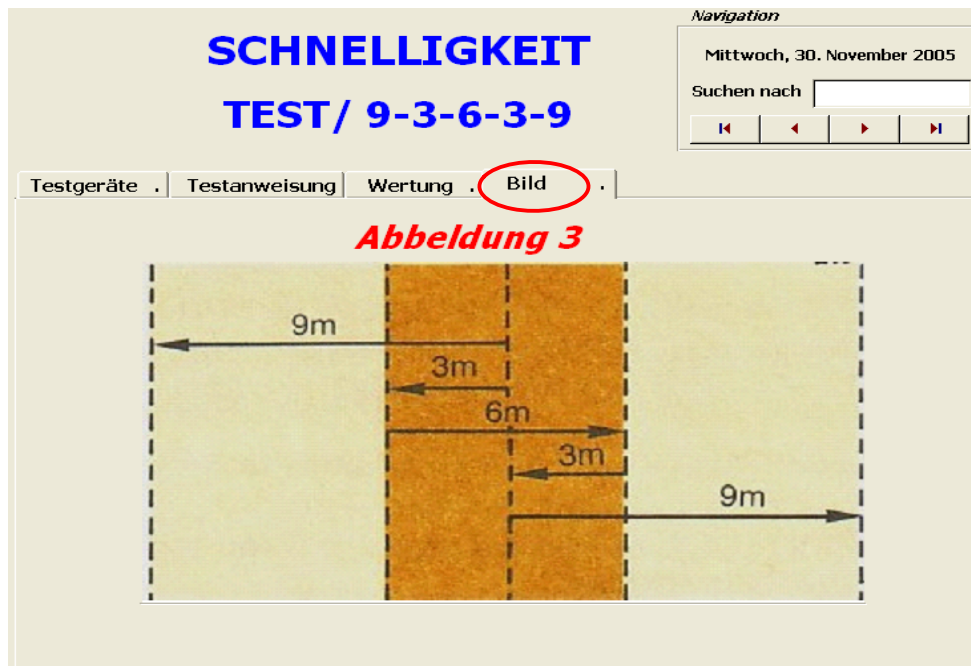 Navigation
SCHNELLIGKEIT
Mittwoch, 30. November 2005
Suchen nach
TEST/ 9-3-6-3-9
Testgeräte .
Testanweisung
Wertung .
Bild .
Abbeldung 3
9m
3m
6m
3m
9m